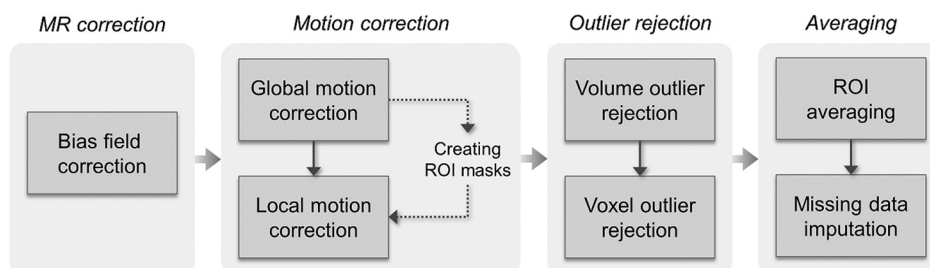 MR correction
Motion correction
Outlier rejection
Averaging
Bias field
correction
Global motion
correction
Creating
ROI masks
Local motion
correction
Volume outlier
rejection
Voxel outlier
rejection
ROI
averaging
Missing data
imputation